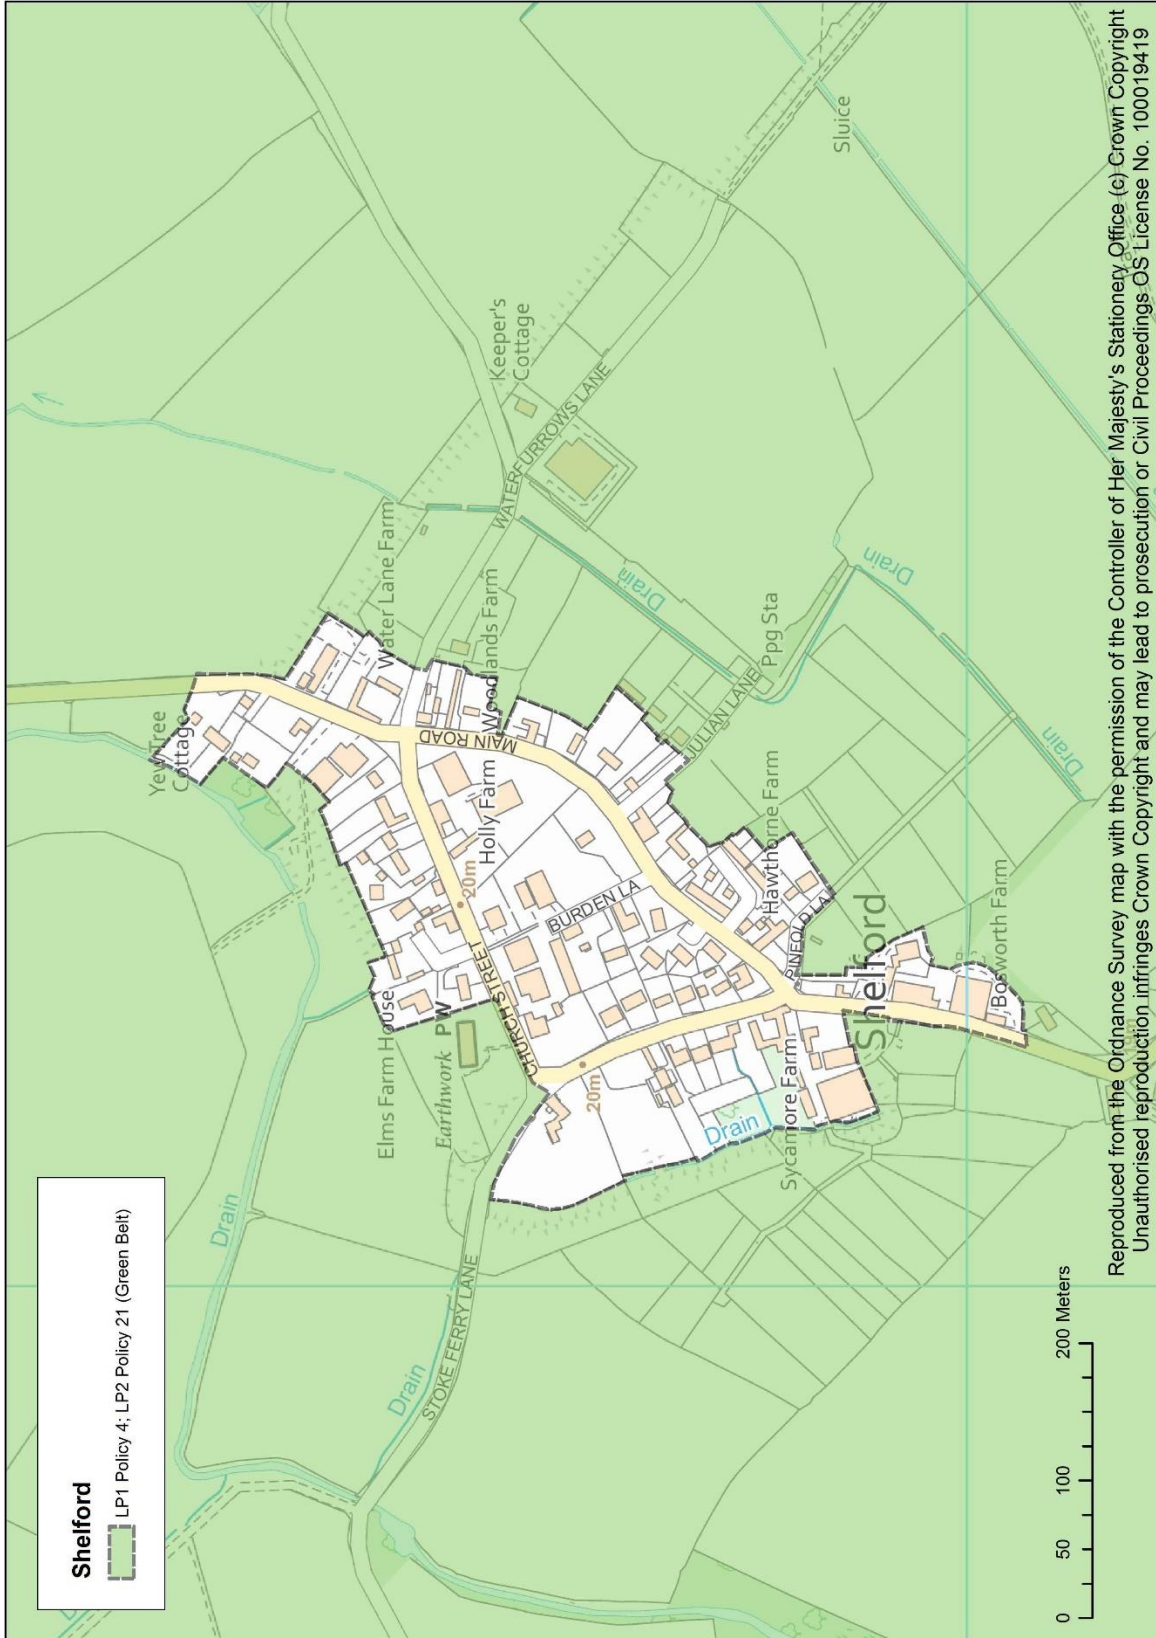 Shelford
LP1 Policy 4; LP2 Policy 21 (Green Belt)
Drain
Drain
STOKE FERRY LANE
Yew Tree
Cottage
Elms Farm House
Earthwork
PW
CHURCH STREET
20m
20m
Holly Farm
MAIN ROAD
Water Lane Farm
Woodlands Farm
WATERFURROWS LANE
Keeper's
Cottage
Sluice
BURDEN LA
Drain
JULIAN LANE
Ppg Sta
Drain
Drain
Hawthorne Farm
PINFOLD LA
Shelford
Drain
Sycamore Farm
Bosworth Farm
0 50 100 200 Meters
Reproduced from the Ordnance Survey map with the permission of the Controller of Her Majesty's Stationery Office (c) Crown Copyright
Unauthorised reproduction infringes Crown Copyright and may lead to prosecution or Civil Proceedings OS License No. 100019419